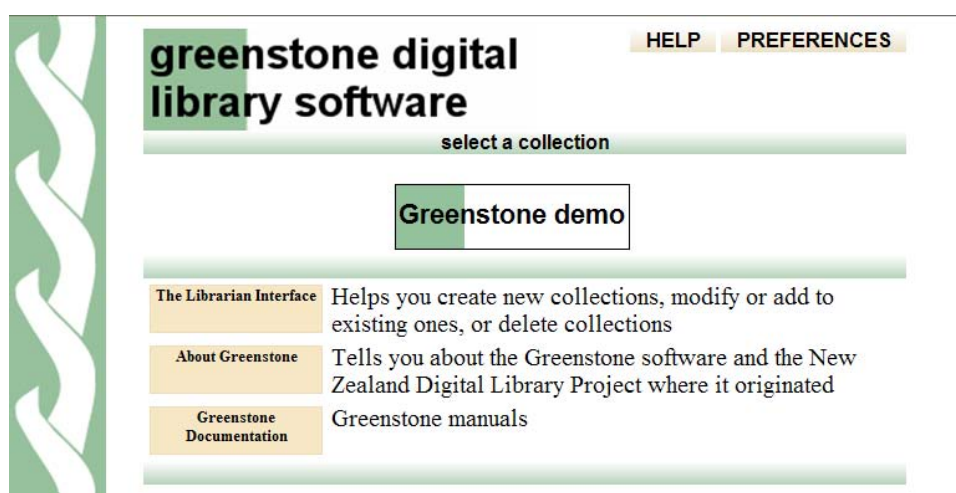 greenstone digital
library software
HELP PREFERENCES
select a collection
Greenstone demo
The Librarian Interface
Helps you create new collections, modify or add to
existing ones, or delete collections
About Greenstone
Tells you about the Greenstone software and the New
Zealand Digital Library Project where it originated
Greenstone
Documentation
Greenstone manuals